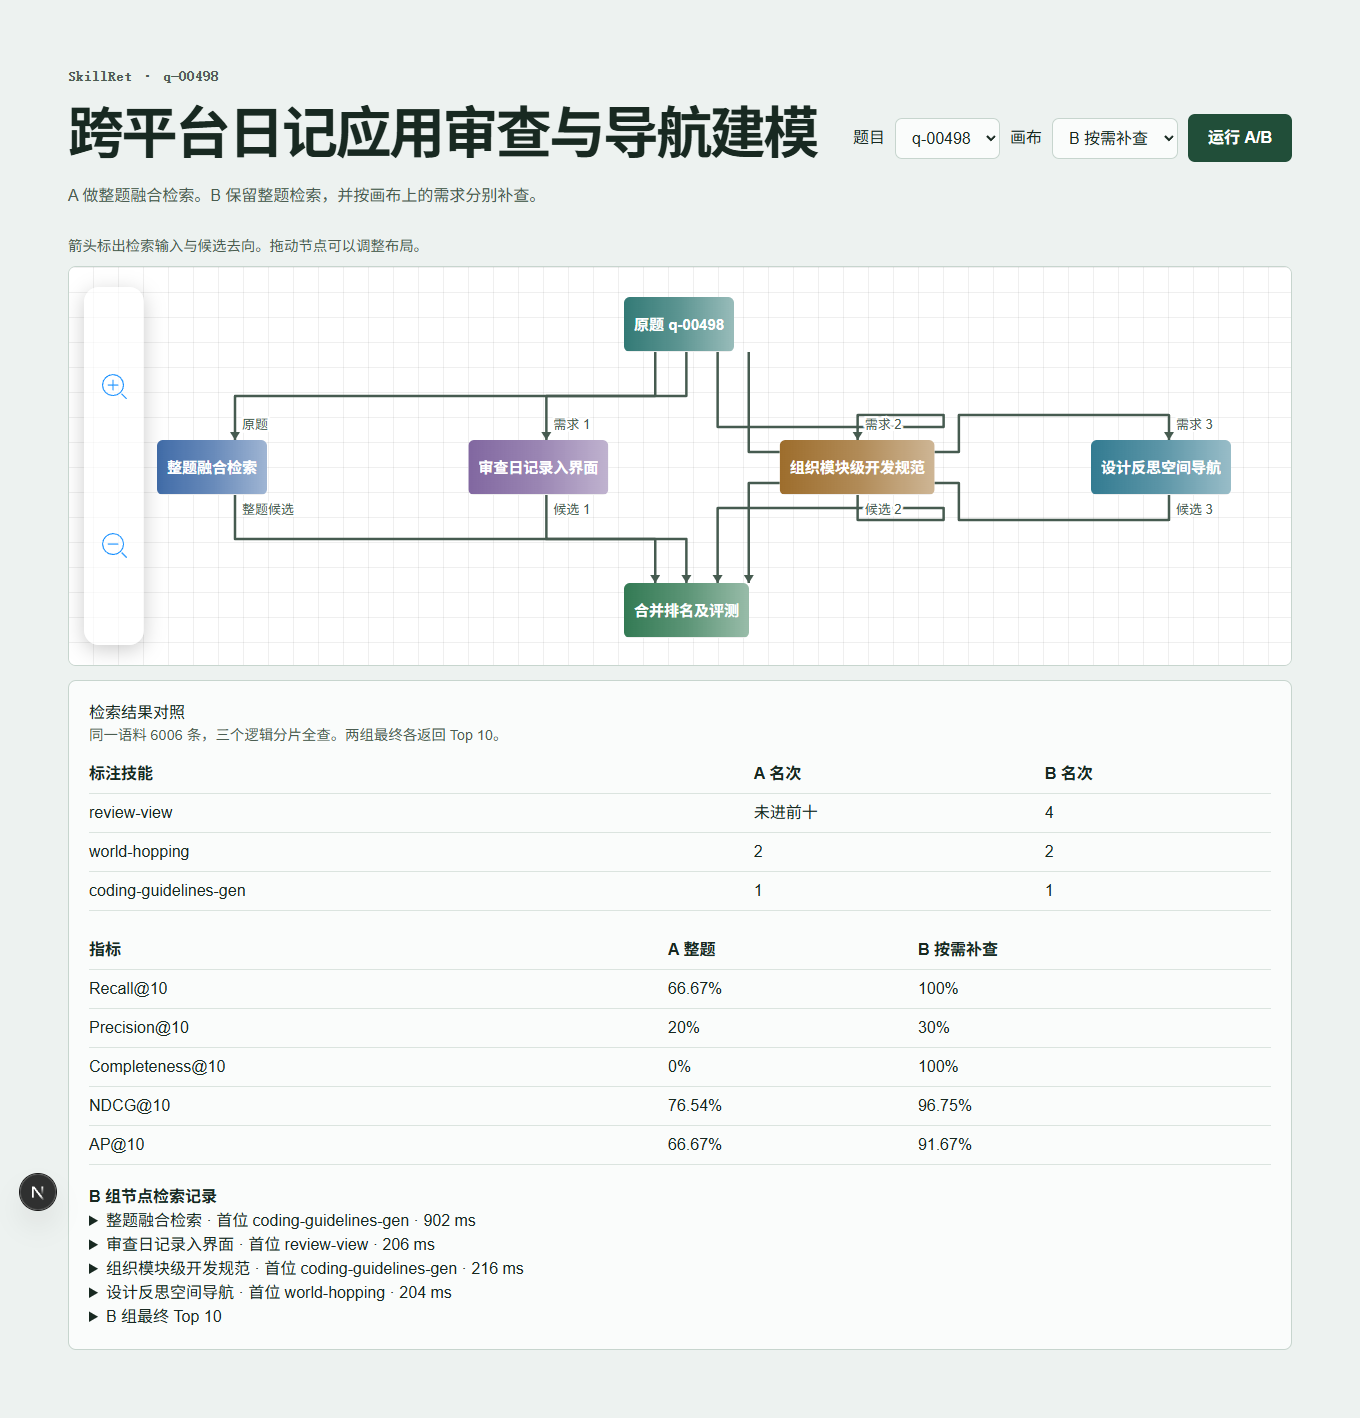 SkillRet · q-00498
跨平台日记应用审查与导航建模
题目 q-00498 画布 B 按需补查 运行 A/B
A 做整题融合检索。B 保留整题检索，并按画布上的需求分别补查。
箭头标出检索输入与候选去向。拖动节点可以调整布局。
原题 q-00498
原题 需求 1 需求 2 需求 3
整题融合检索 审查日记录入界面 组织模块级开发规范 设计反思空间导航
整题候选 候选 1 候选 2 候选 3
合并排名及评测
检索结果对照
同一语料 6006 条，三个逻辑分片全查。两组最终各返回 Top 10。
标注技能 A 名次 B 名次
review-view 未进前十 4
world-hopping 2 2
coding-guidelines-gen 1 1
指标 A 整题 B 按需补查
Recall@10 66.67% 100%
Precision@10 20% 30%
Completeness@10 0% 100%
NDCG@10 76.54% 96.75%
AP@10 66.67% 91.67%
N
B 组节点检索记录
▶ 整题融合检索 · 首位 coding-guidelines-gen · 902 ms
▶ 审查日记录入界面 · 首位 review-view · 206 ms
▶ 组织模块级开发规范 · 首位 coding-guidelines-gen · 216 ms
▶ 设计反思空间导航 · 首位 world-hopping · 204 ms
▶ B 组最终 Top 10